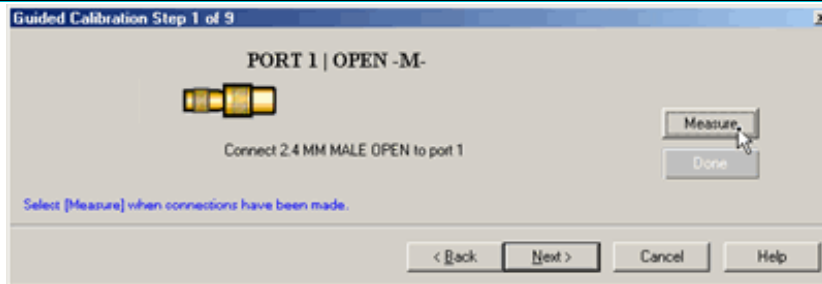 Guided Calibration Step 1 of 9
PORT 1 | OPEN -M-
Measure
Connect 2.4 MM MALE OPEN to port 1
Done
Select [Measure] when connections have been made.
< Back Next > Cancel Help